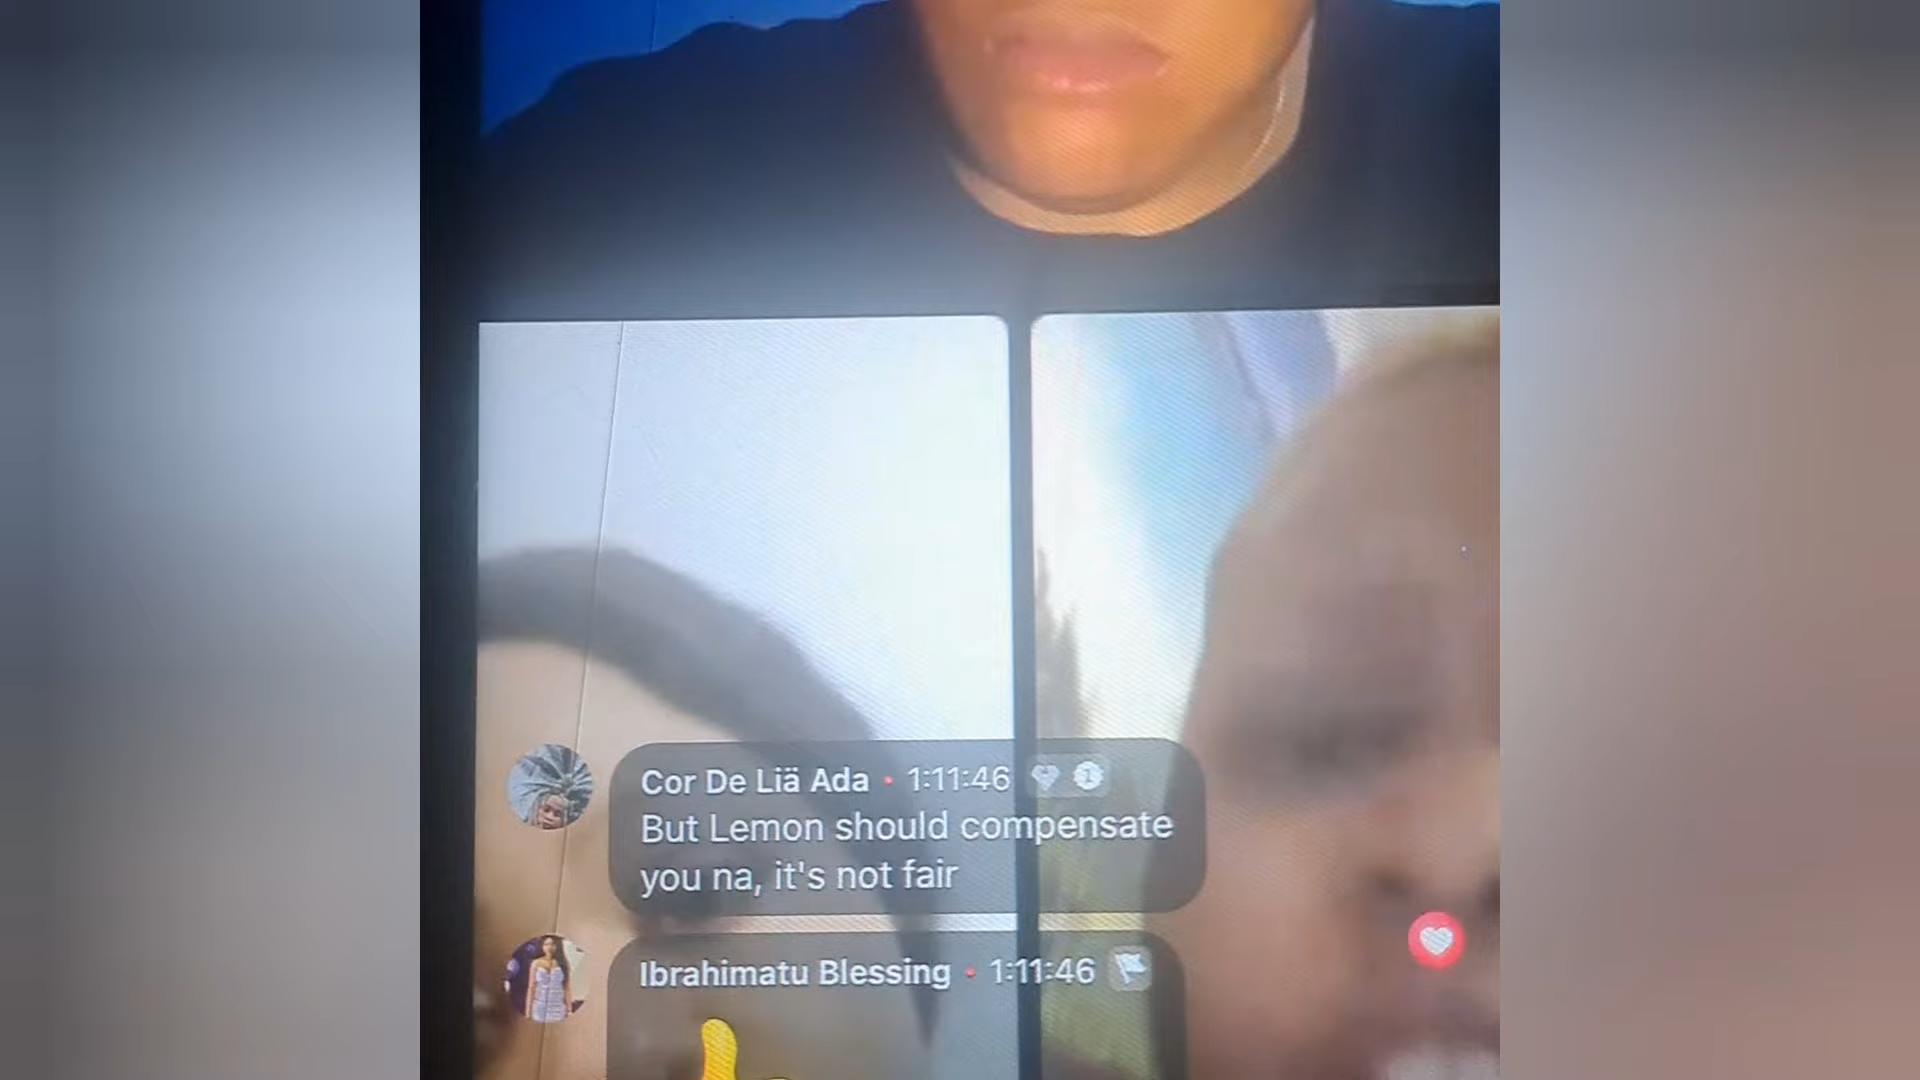 Cor De Liä Ada • 1:11:46
But Lemon should compensate
you na, it's not fair
Ibrahimatu Blessing • 1:11:46